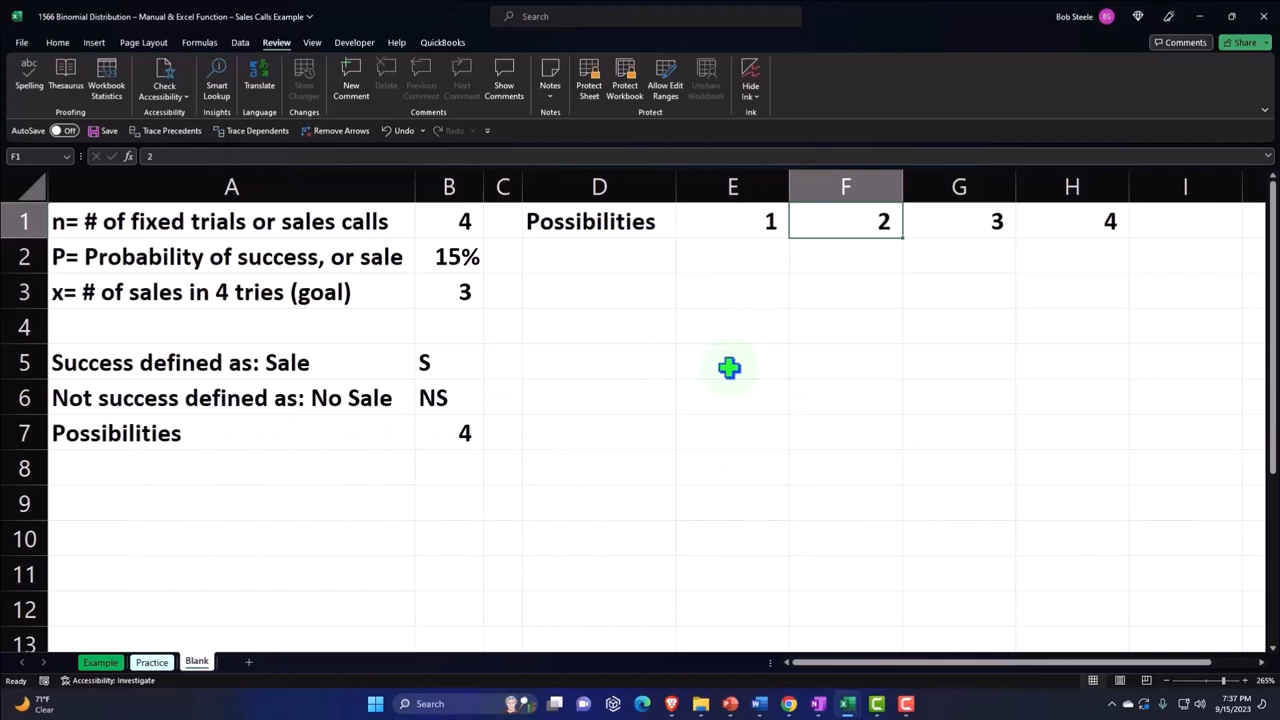 1566 Binomial Distribution – Manual & Excel Function – Sales Calls Example
Search
Bob Steele
BS
File Home Insert Page Layout Formulas Data Review View Developer Help QuickBooks
Comments
Share
Spelling
Thesaurus
Workbook Statistics
Check Accessibility
Smart Lookup
Translate
Show Changes
New Comment
Delete
Previous Comment
Next Comment
Show Comments
Notes
Protect Sheet
Protect Workbook
Allow Edit Ranges
Unshare Workbook
Hide Ink
Proofing Accessibility Insights Language Changes Comments Notes Protect Ink
AutoSave Off Save Trace Precedents Trace Dependents Remove Arrows Undo Redo
F1 fx 2
A B C D E F G H I
1 n= # of fixed trials or sales calls 4 Possibilities 1 2 3 4
2 P= Probability of success, or sale 15%
3 x= # of sales in 4 tries (goal) 3
4
5 Success defined as: Sale S
6 Not success defined as: No Sale NS
7 Possibilities 4
8
9
10
11
12
13
Example Practice Blank
Ready Accessibility: Investigate 265%
71°F
Clear
Search
7:37 PM
9/15/2023